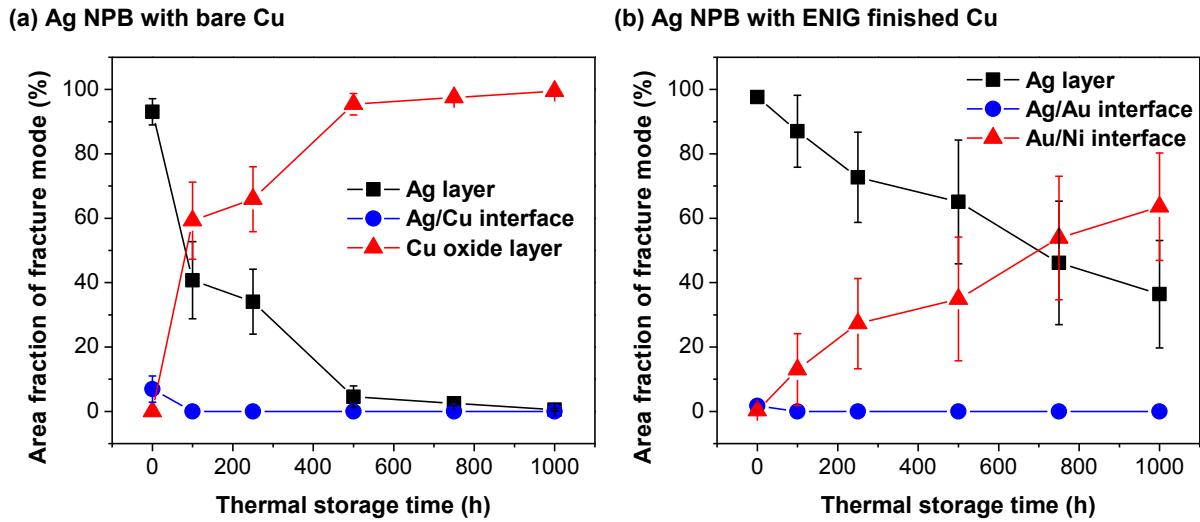 (a) Ag NPB with bare Cu
Area fraction of fracture mode (%)
100
80
60
40
20
0
Ag layer
Ag/Cu interface
Cu oxide layer
0 200 400 600 800 1000
Thermal storage time (h)
(b) Ag NPB with ENIG finished Cu
Area fraction of fracture mode (%)
100
80
60
40
20
0
Ag layer
Ag/Au interface
Au/Ni interface
0 200 400 600 800 1000
Thermal storage time (h)